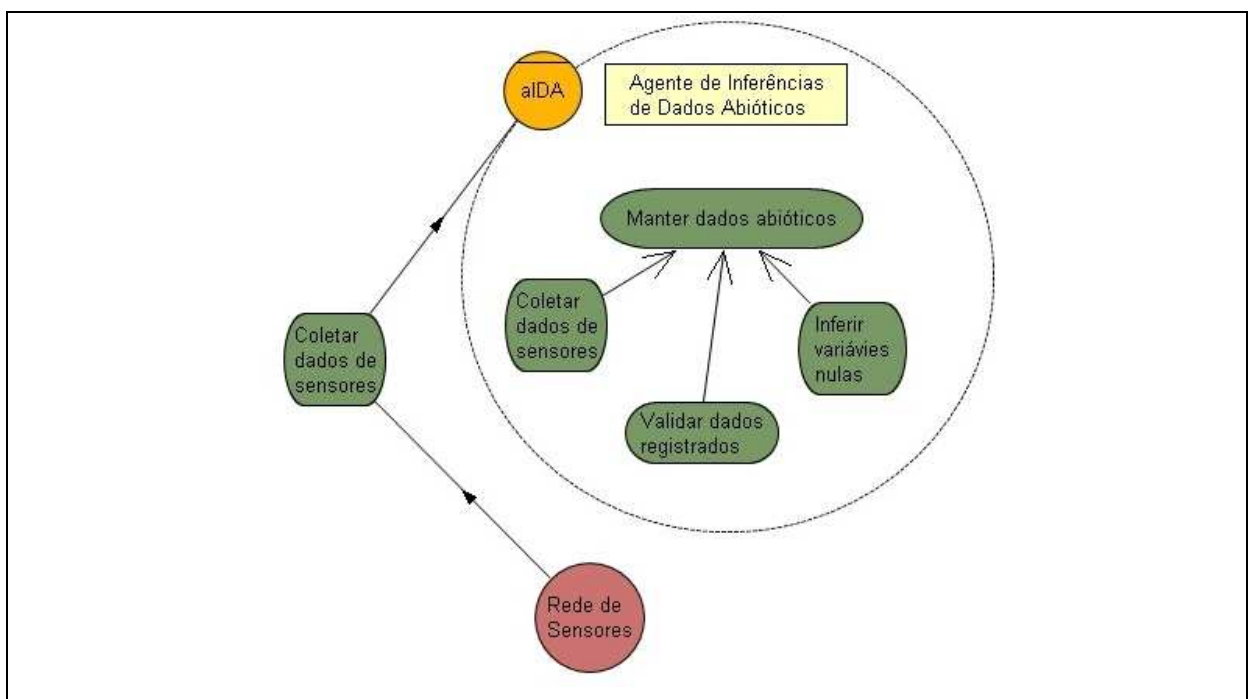 aIDA
Agente de Inferências
de Dados Abióticos
Manter dados abióticos
Coletar
dados de
sensores
Inferir
variávies
nulas
Coletar
dados de
sensores
Validar dados
registrados
Rede de
Sensores